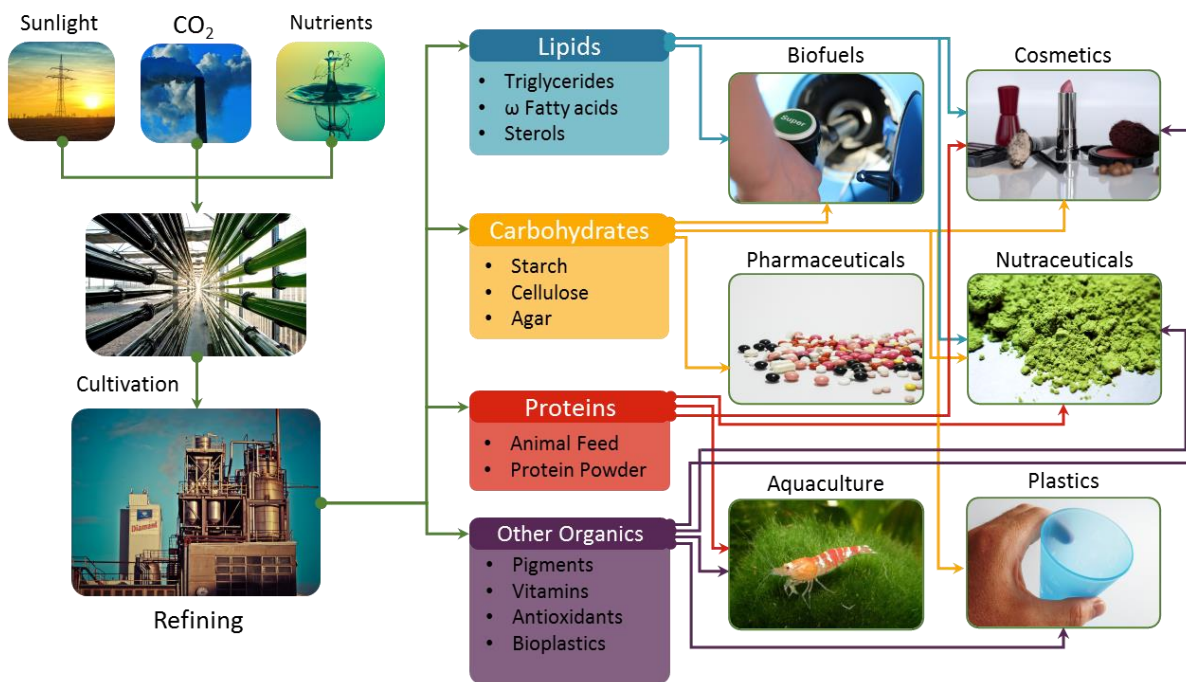 Sunlight
CO₂
Nutrients
Cultivation
Diamand
Refining
Lipids
• Triglycerides
• ω Fatty acids
• Sterols
Carbohydrates
• Starch
• Cellulose
• Agar
Proteins
• Animal Feed
• Protein Powder
Other Organics
• Pigments
• Vitamins
• Antioxidants
• Bioplastics
Biofuels
Super
Cosmetics
Pharmaceuticals
Nutraceuticals
Aquaculture
Plastics